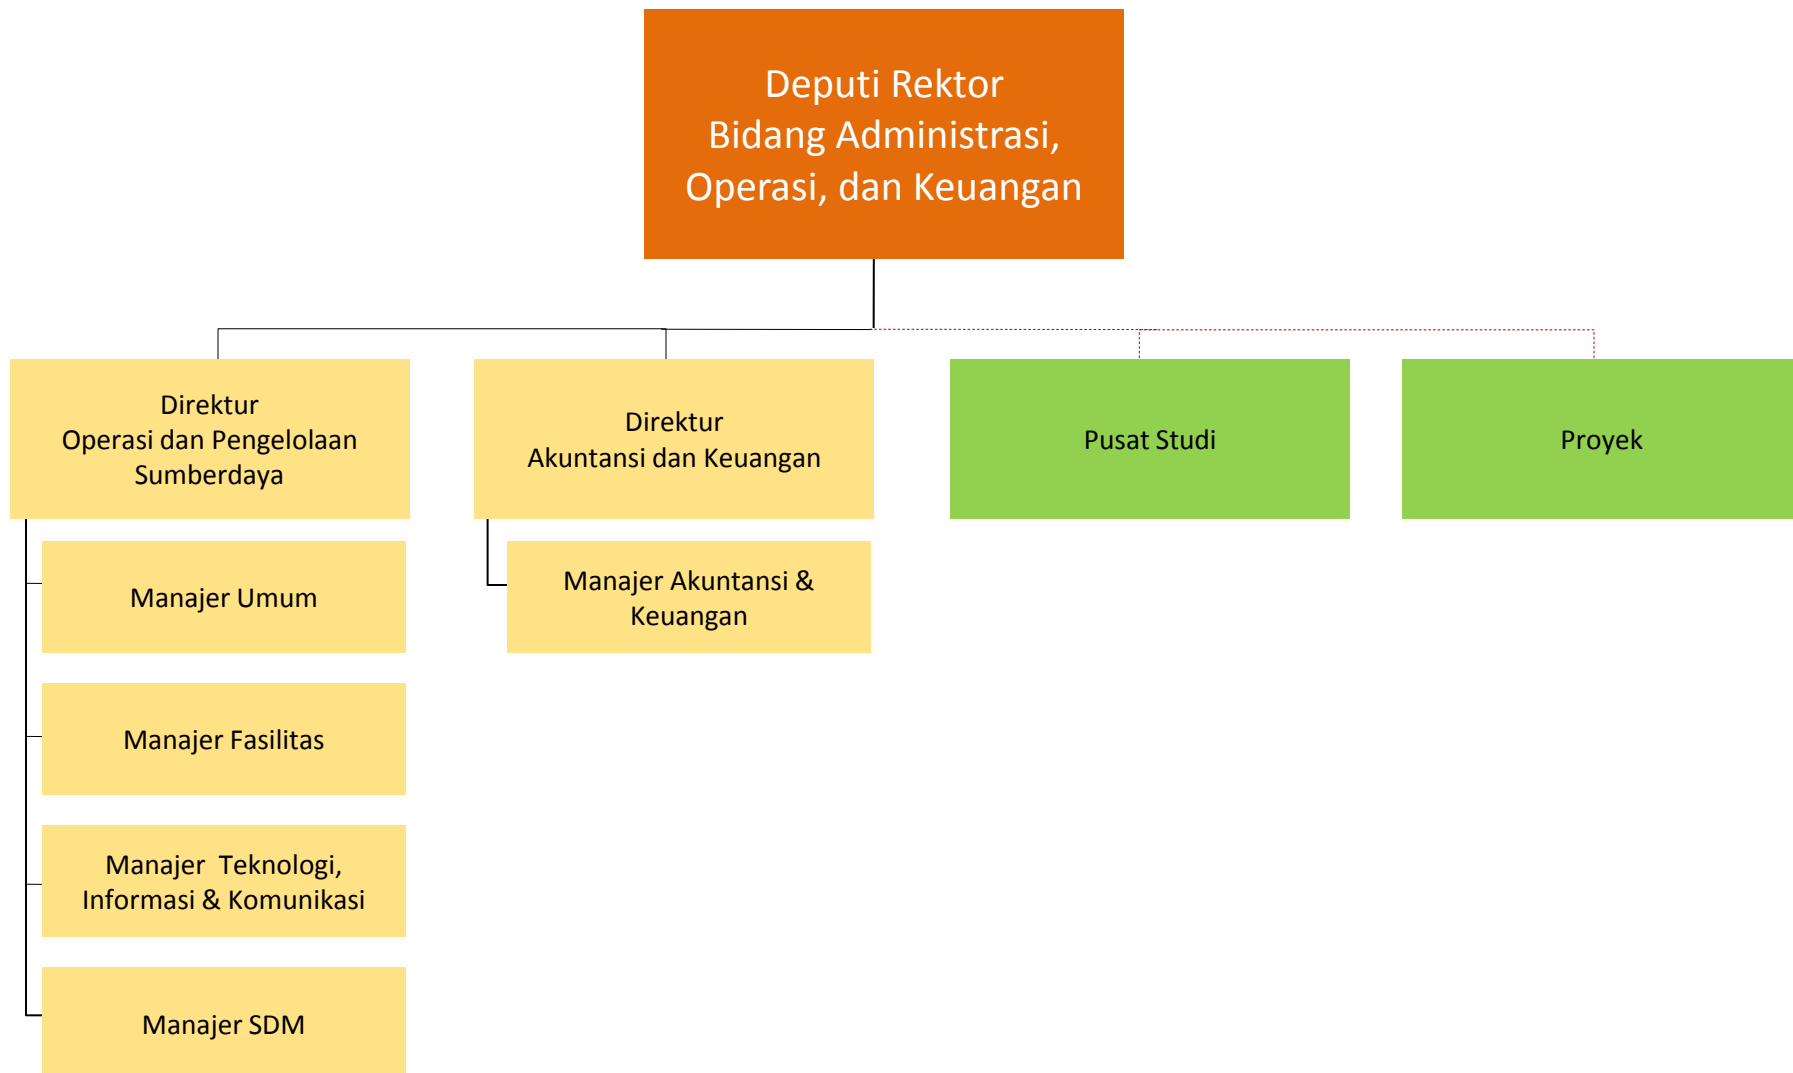 Deputi Rektor
Bidang Administrasi,
Operasi, dan Keuangan
Direktur
Operasi dan Pengelolaan
Sumberdaya
Direktur
Akuntansi dan Keuangan
Pusat Studi
Proyek
Manajer Umum
Manajer Akuntansi &
Keuangan
Manajer Fasilitas
Manajer  Teknologi,
Informasi & Komunikasi
Manajer SDM